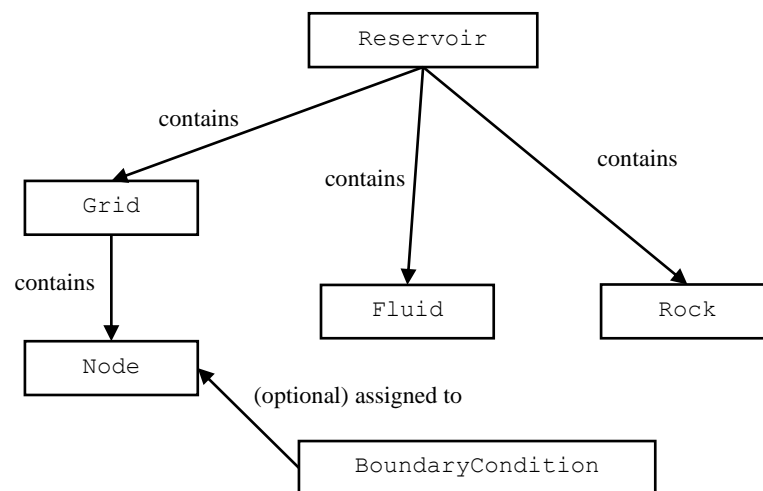 Reservoir
contains
contains
contains
Grid
contains
Fluid
Rock
Node
(optional) assigned to
BoundaryCondition